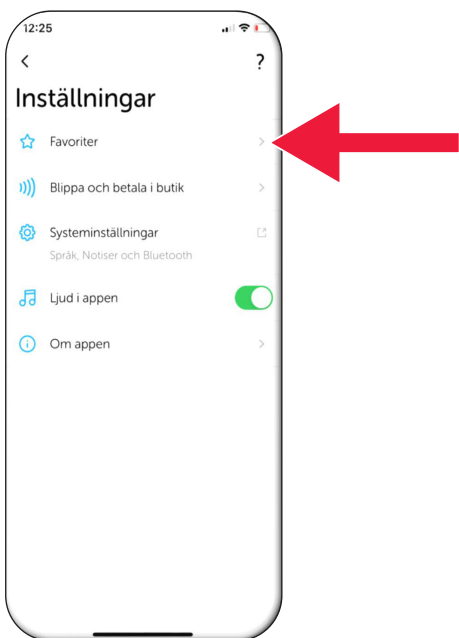 12:25
?
Inställningar
Favoriter
Blippa och betala i butik
Systeminställningar
Språk, Notiser och Bluetooth
Ljud i appen
Om appen